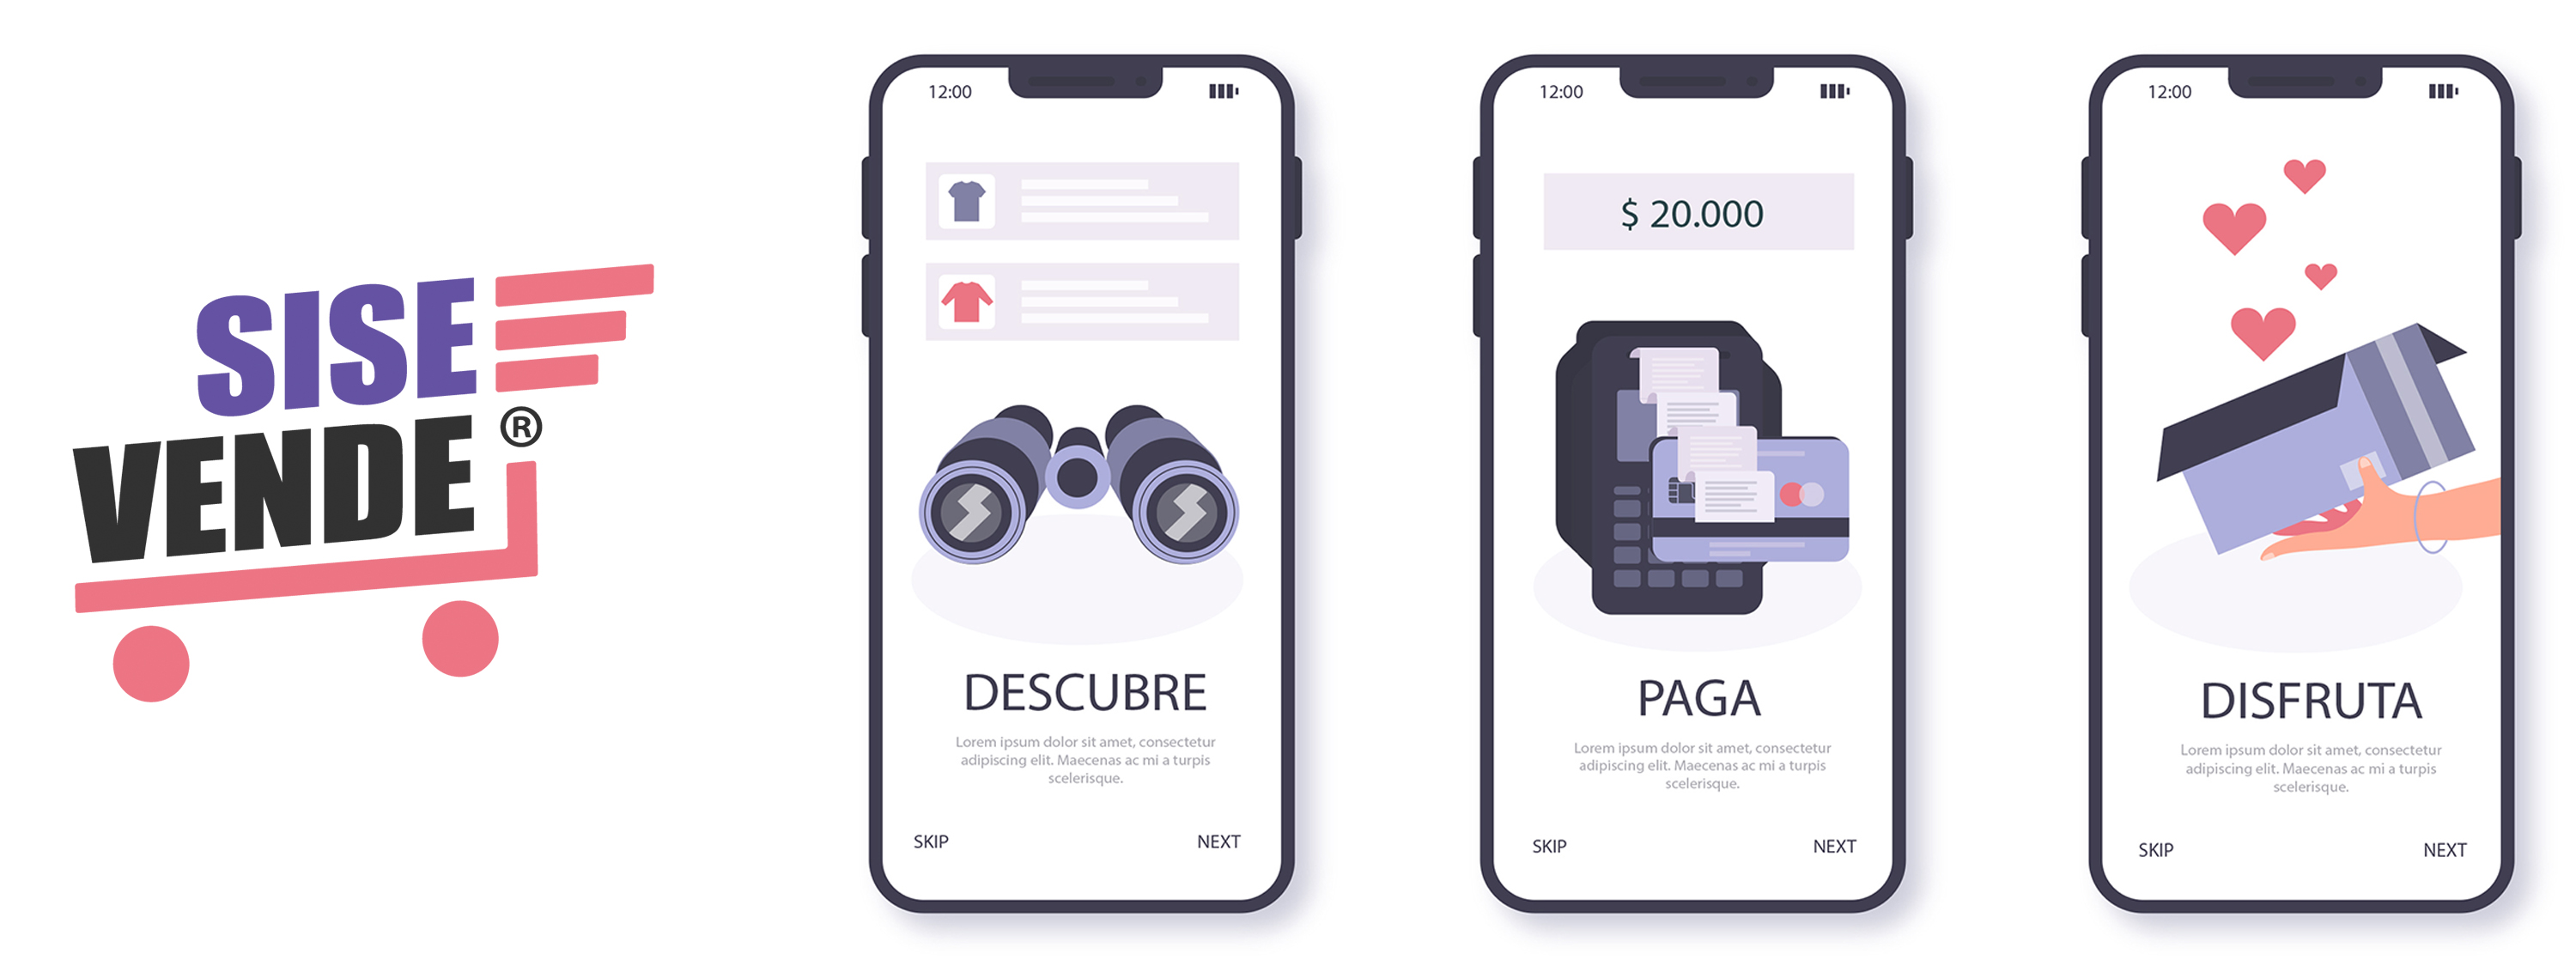 SISE
VENDE®
12:00
DESCUBRE
Lorem ipsum dolor sit amet, consectetur
adipiscing elit. Maecenas ac mi a turpis
scelerisque.
SKIP
NEXT
12:00
$ 20.000
PAGA
Lorem ipsum dolor sit amet, consectetur
adipiscing elit. Maecenas ac mi a turpis
scelerisque.
SKIP
NEXT
12:00
DISFRUTA
Lorem ipsum dolor sit amet, consectetur
adipiscing elit. Maecenas ac mi a turpis
scelerisque.
SKIP
NEXT